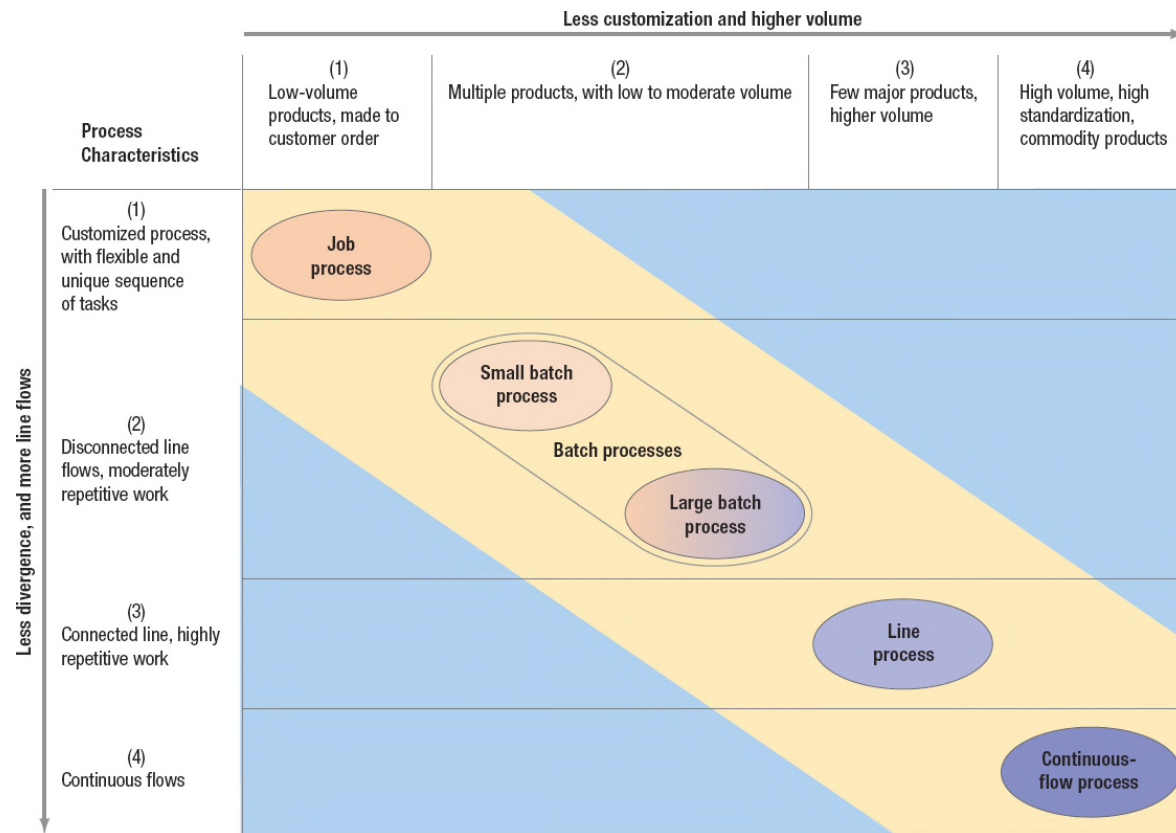 Less customization and higher volume
(1)
Low-volume
products, made to
customer order
(2)
Multiple products, with low to moderate volume
(3)
Few major products,
higher volume
(4)
High volume, high
standardization,
commodity products
Process
Characteristics
Less divergence, and more line flows
(1)
Customized process,
with flexible and
unique sequence
of tasks
Job
process
(2)
Disconnected line
flows, moderately
repetitive work
Small batch
process
Batch processes
Large batch
process
(3)
Connected line, highly
repetitive work
Line
process
(4)
Continuous flows
Continuous-
flow process